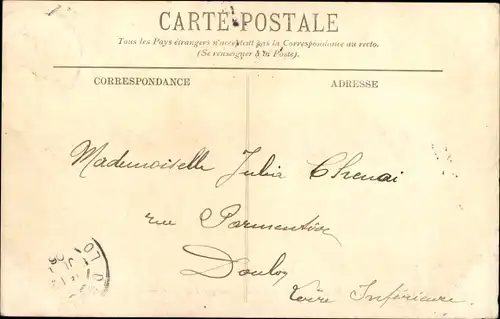 CARTE POSTALE
Tous les Pays étrangers n'acceptent pas la Correspondance au recto.
(Se renseigner à la Poste).
CORRESPONDANCE
ADRESSE
Mademoiselle Julia Chenai
rue Parmentier
Doulon
Loire Inférieure